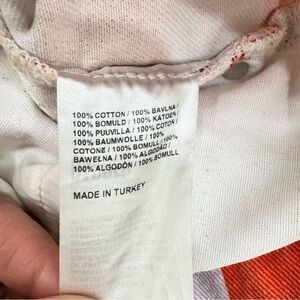 100% COTTON / 100% BAVLNA /
100% BOMULD / 100% KATOEN /
100% PUUVILLA / 100% COTON /
100% BAUMWOLLE / 100%
COTONE / 100% BOMULL / 100%
BAWEŁNA / 100% ALGODÃO /
100% ALGODÓN / 100% BOMULL
MADE IN TURKEY